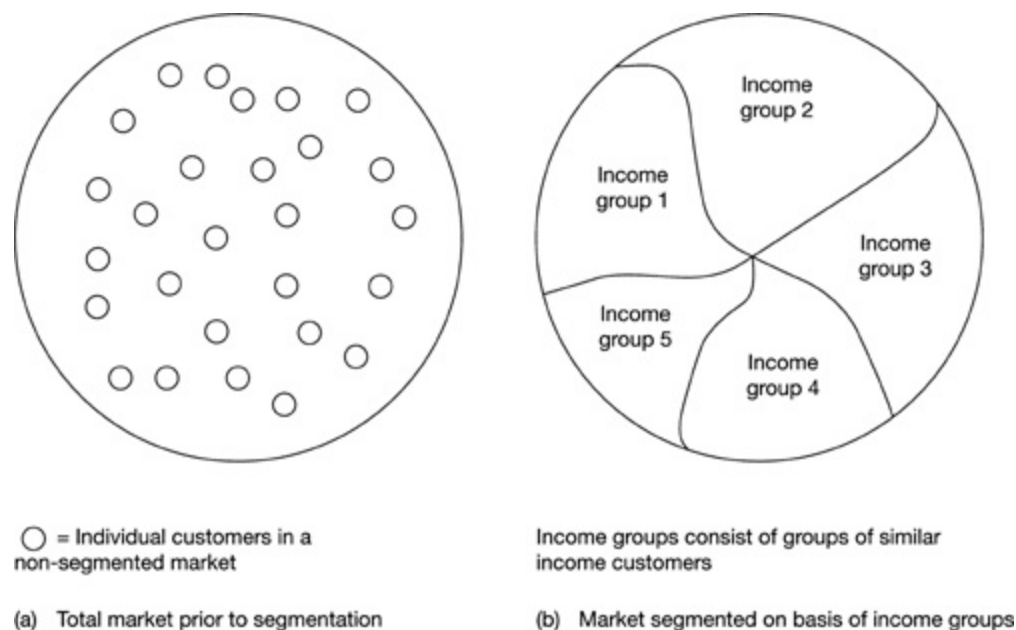 Income
group 2
Income
group 1
Income
group 3
Income
group 5
Income
group 4
= Individual customers in a
non-segmented market
Income groups consist of groups of similar
income customers
(a) Total market prior to segmentation
(b) Market segmented on basis of income groups